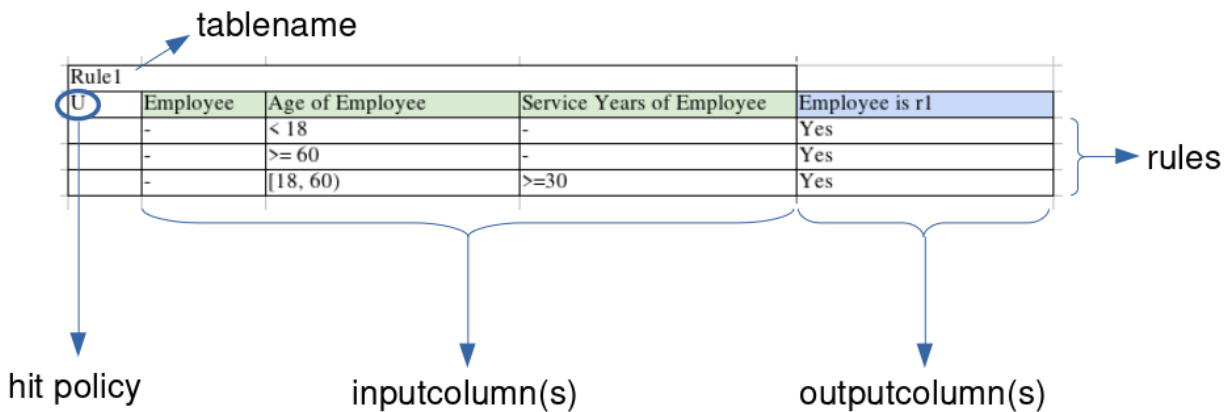 tablename
Rule1
U Employee Age of Employee Service Years of Employee Employee is r1
- < 18 - Yes
- >= 60 - Yes
- [18, 60) >=30 Yes
rules
hit policy inputcolumn(s) outputcolumn(s)